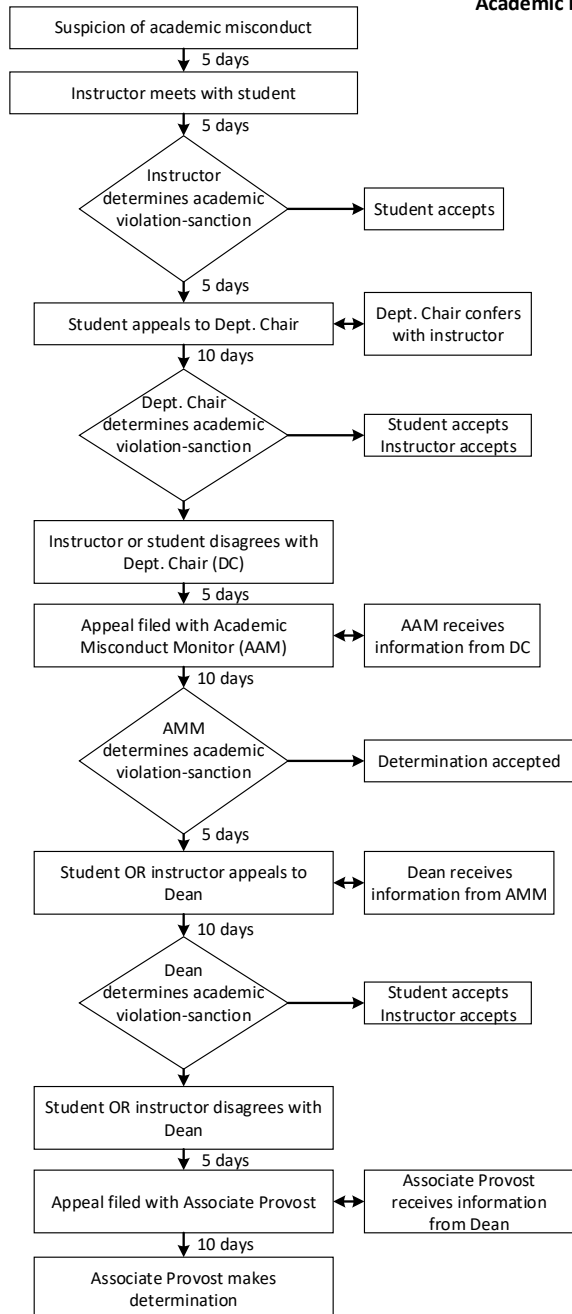 Academic
Suspicion of academic misconduct
5 days
Instructor meets with student
5 days
Instructor
determines academic
violation-sanction
Student accepts
5 days
Student appeals to Dept. Chair
Dept. Chair confers
with instructor
10 days
Dept. Chair
determines academic
violation-sanction
Student accepts
Instructor accepts
Instructor or student disagrees with
Dept. Chair (DC)
5 days
Appeal filed with Academic
Misconduct Monitor (AAM)
AAM receives
information from DC
10 days
AMM
determines academic
violation-sanction
Determination accepted
5 days
Student OR instructor appeals to
Dean
Dean receives
information from AMM
10 days
Dean
determines academic
violation-sanction
Student accepts
Instructor accepts
Student OR instructor disagrees with
Dean
5 days
Appeal filed with Associate Provost
Associate Provost
receives information
from Dean
10 days
Associate Provost makes
determination